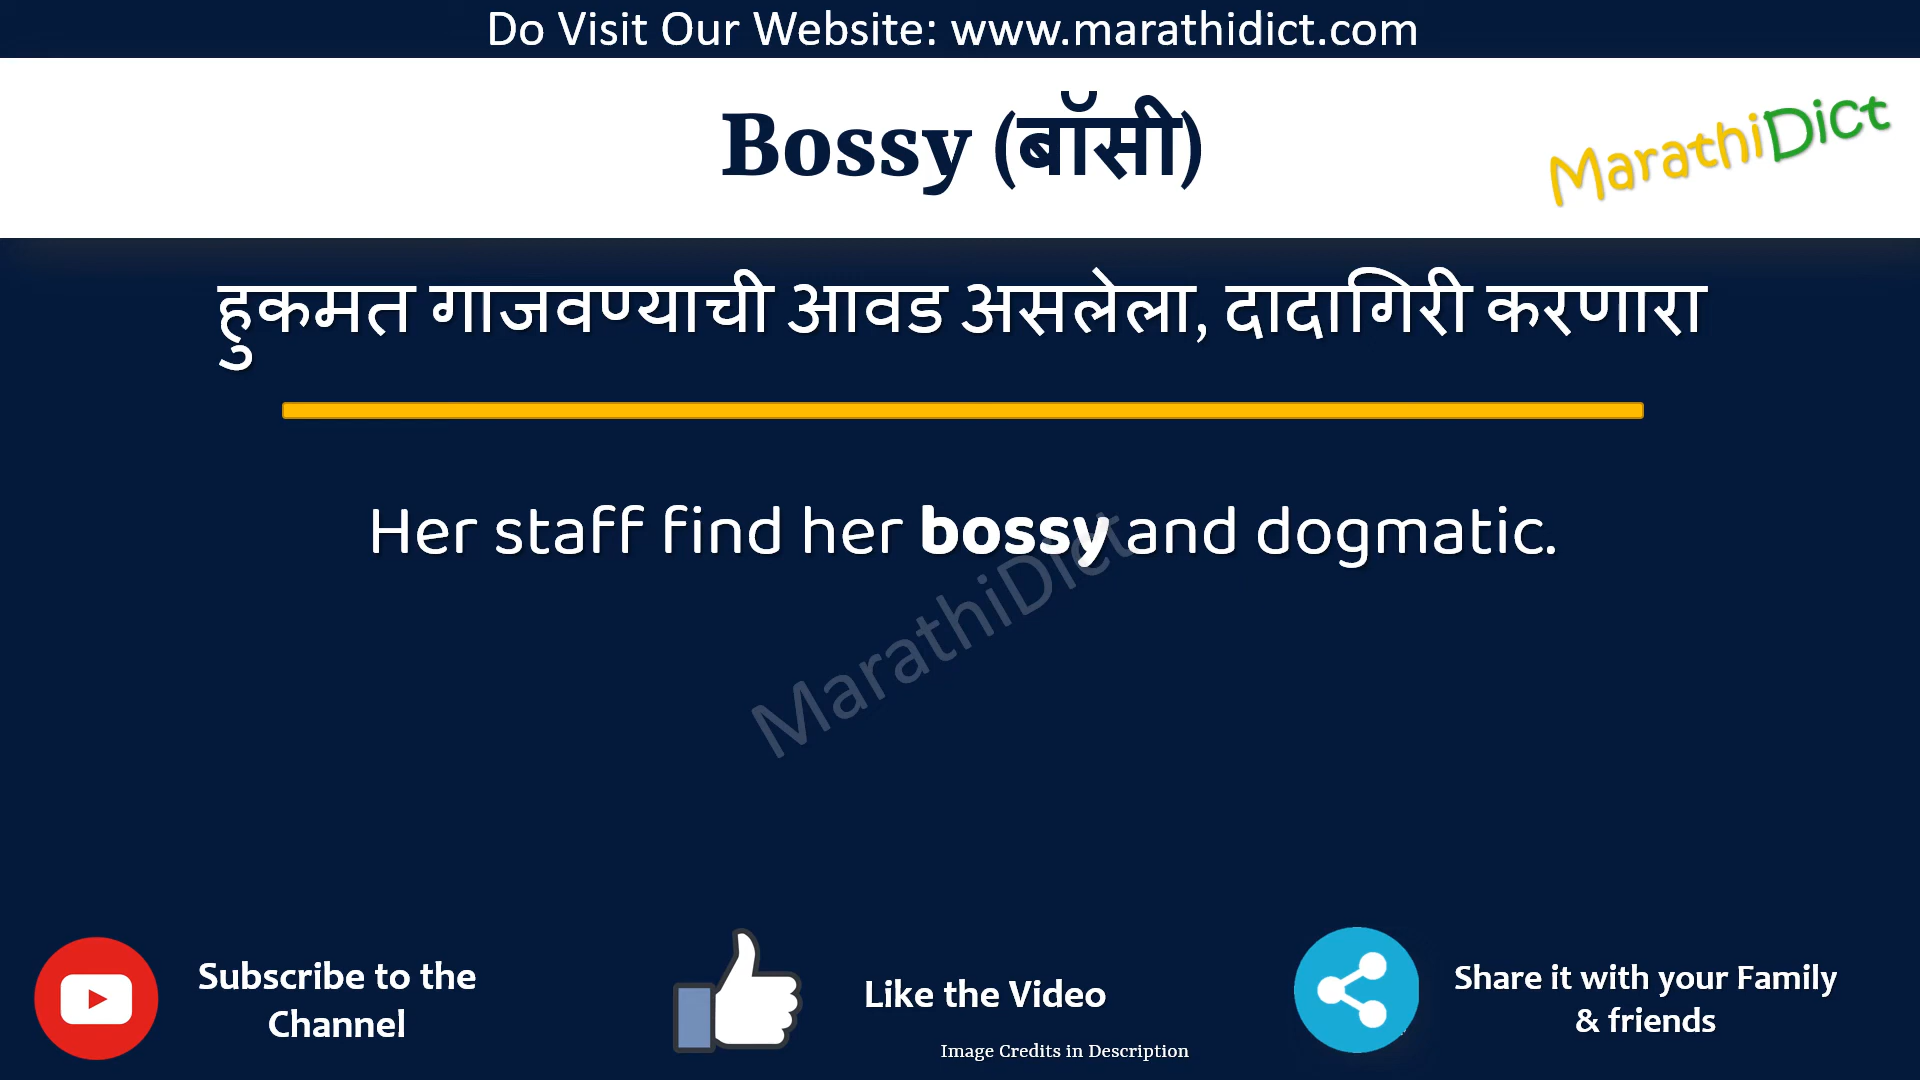 Do Visit Our Website: www.marathidict.com
Bossy (बॉसी)
MarathiDict
हुकमत गाजवण्याची आवड असलेला, दादागिरी करणारा
Her staff find her bossy and dogmatic.
MarathiDict
Subscribe to the
Channel
Like the Video
Share it with your Family
& friends
Image Credits in Description